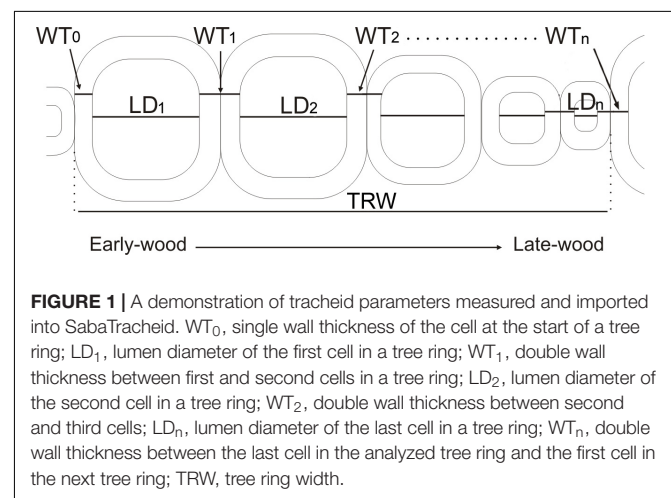 WT0 WT1 WT2 · · · · · · · · · · · · · WTn
LD1 LD2 LDn
TRW
Early-wood Late-wood
FIGURE 1 | A demonstration of tracheid parameters measured and imported
into SabaTracheid. WT0, single wall thickness of the cell at the start of a tree
ring; LD1, lumen diameter of the first cell in a tree ring; WT1, double wall
thickness between first and second cells in a tree ring; LD2, lumen diameter of
the second cell in a tree ring; WT2, double wall thickness between second
and third cells; LDn, lumen diameter of the last cell in a tree ring; WTn, double
wall thickness between the last cell in the analyzed tree ring and the first cell in
the next tree ring; TRW, tree ring width.